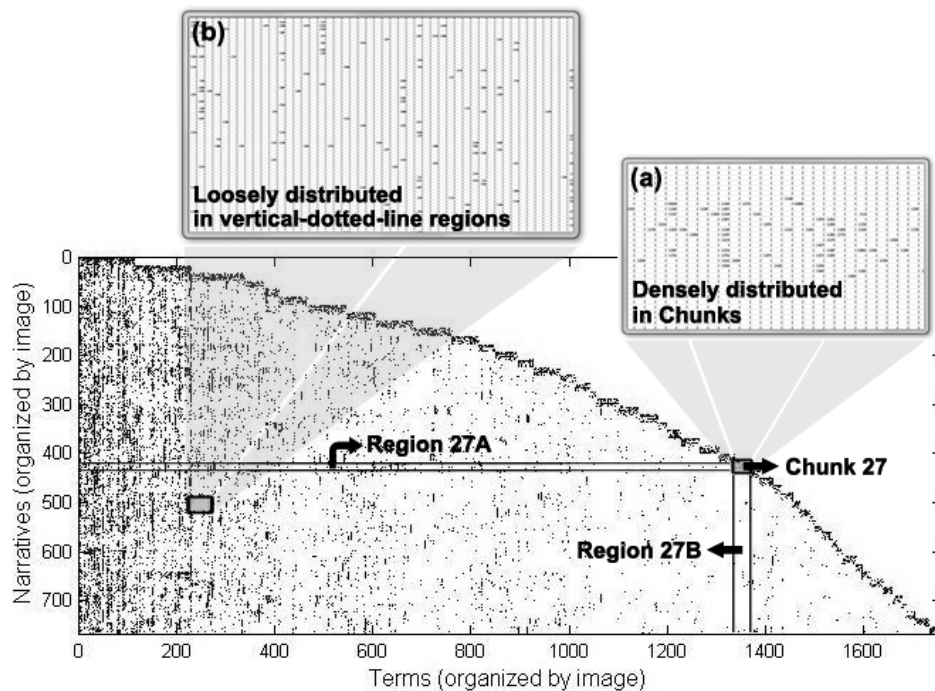 (b)
Loosely distributed
in vertical-dotted-line regions
(a)
Densely distributed
in Chunks
0
100
200
300
400
500
600
700
Narratives (organized by image)
Region 27A
Chunk 27
Region 27B
0 200 400 600 800 1000 1200 1400 1600
Terms (organized by image)